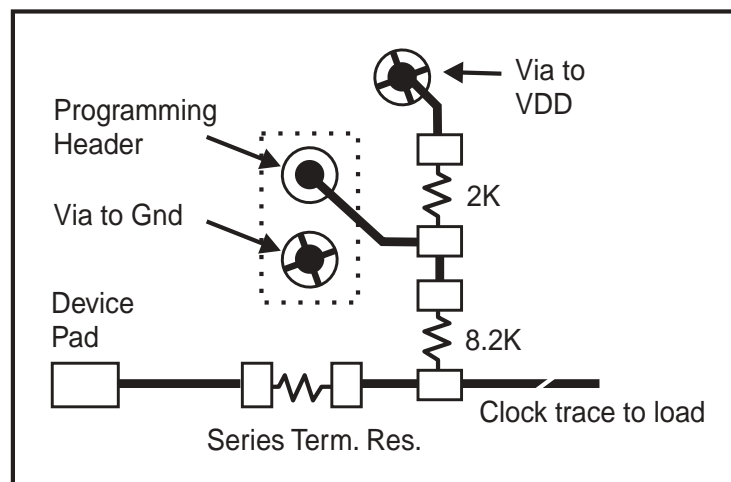 Via to
VDD
Programming
Header
2K
Via to Gnd
Device
Pad
8.2K
Clock trace to load
Series Term. Res.